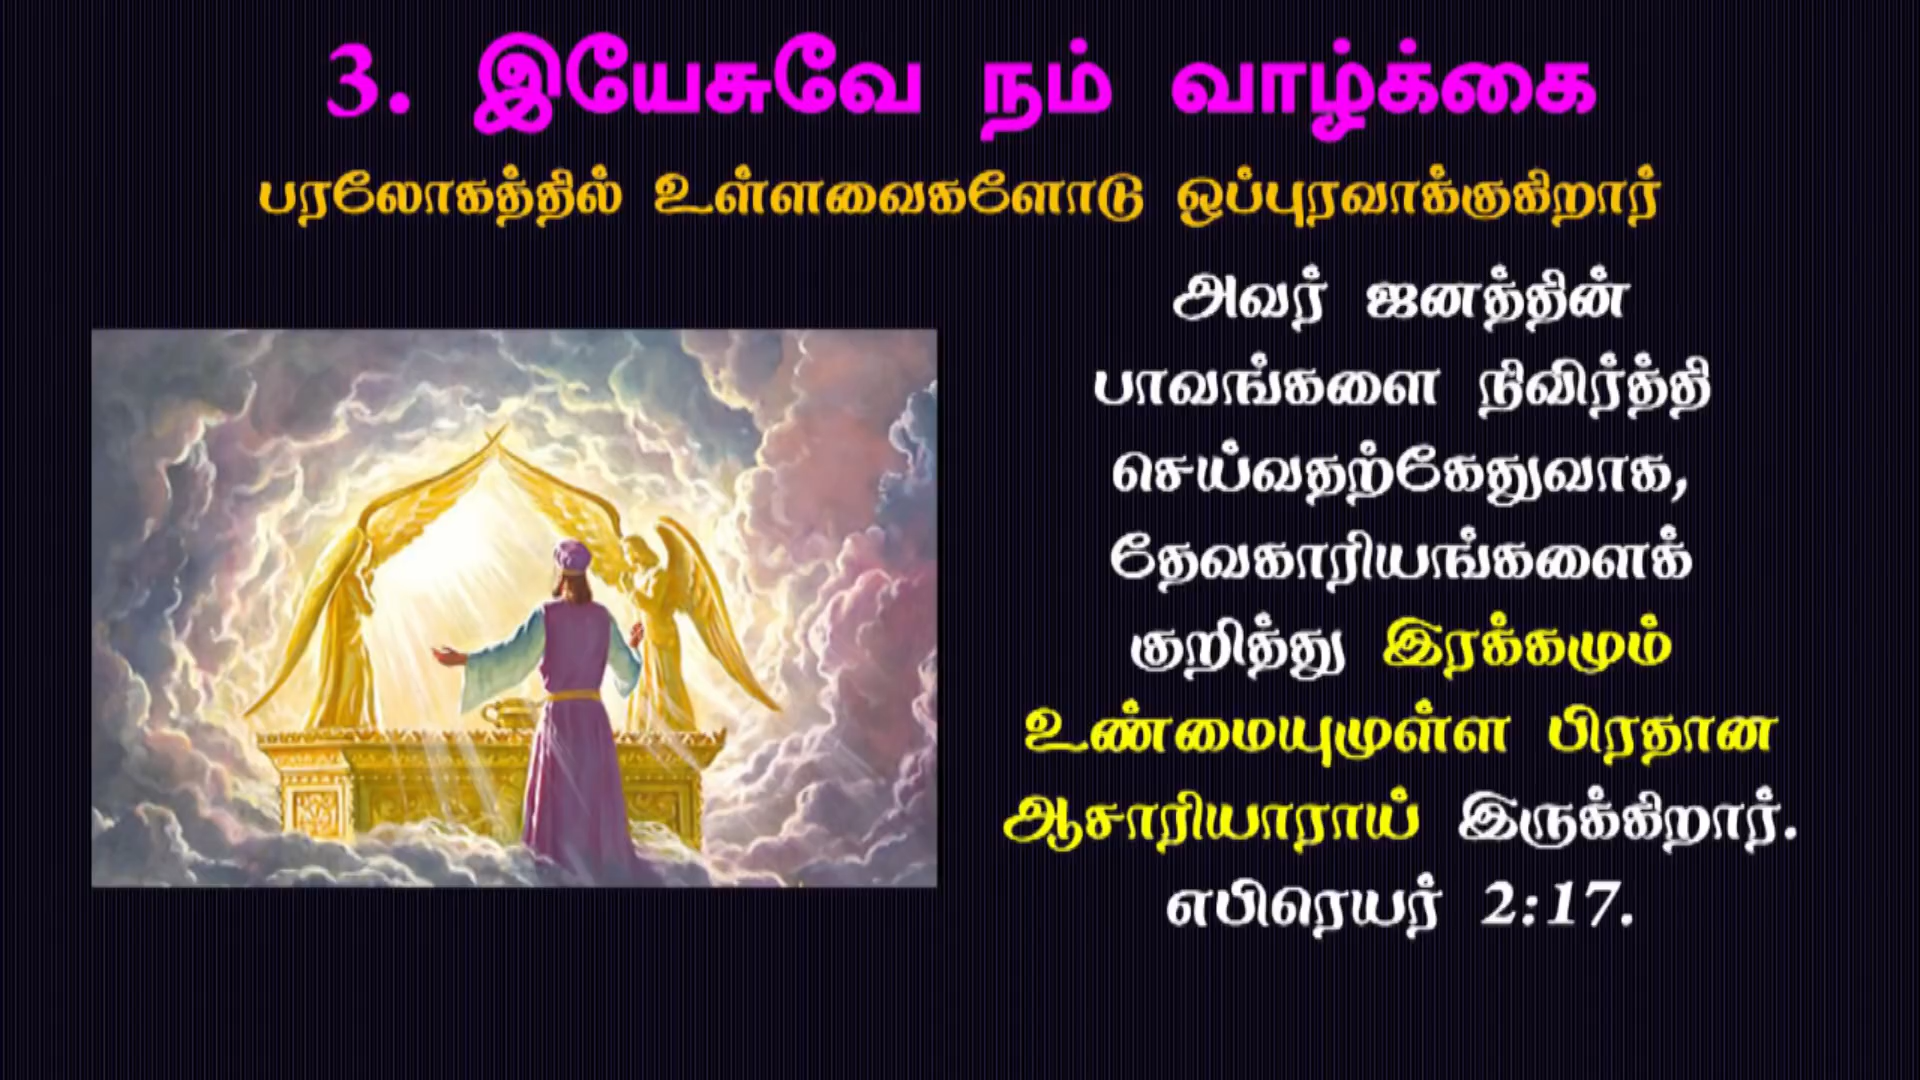 3. இயேசுவே நம் வாழ்க்கை
பரலோகத்தில் உள்ளவைகளோடு ஒப்புரவாக்குகிறார்
அவர் ஜனத்தின்
பாவங்களை நிவிர்த்தி
செய்வதற்கேதுவாக,
தேவகாரியங்களைக்
குறித்து இரக்கமும்
உண்மையுமுள்ள பிரதான
ஆசாரியாராய் இருக்கிறார்.
எபிரெயர் 2:17.